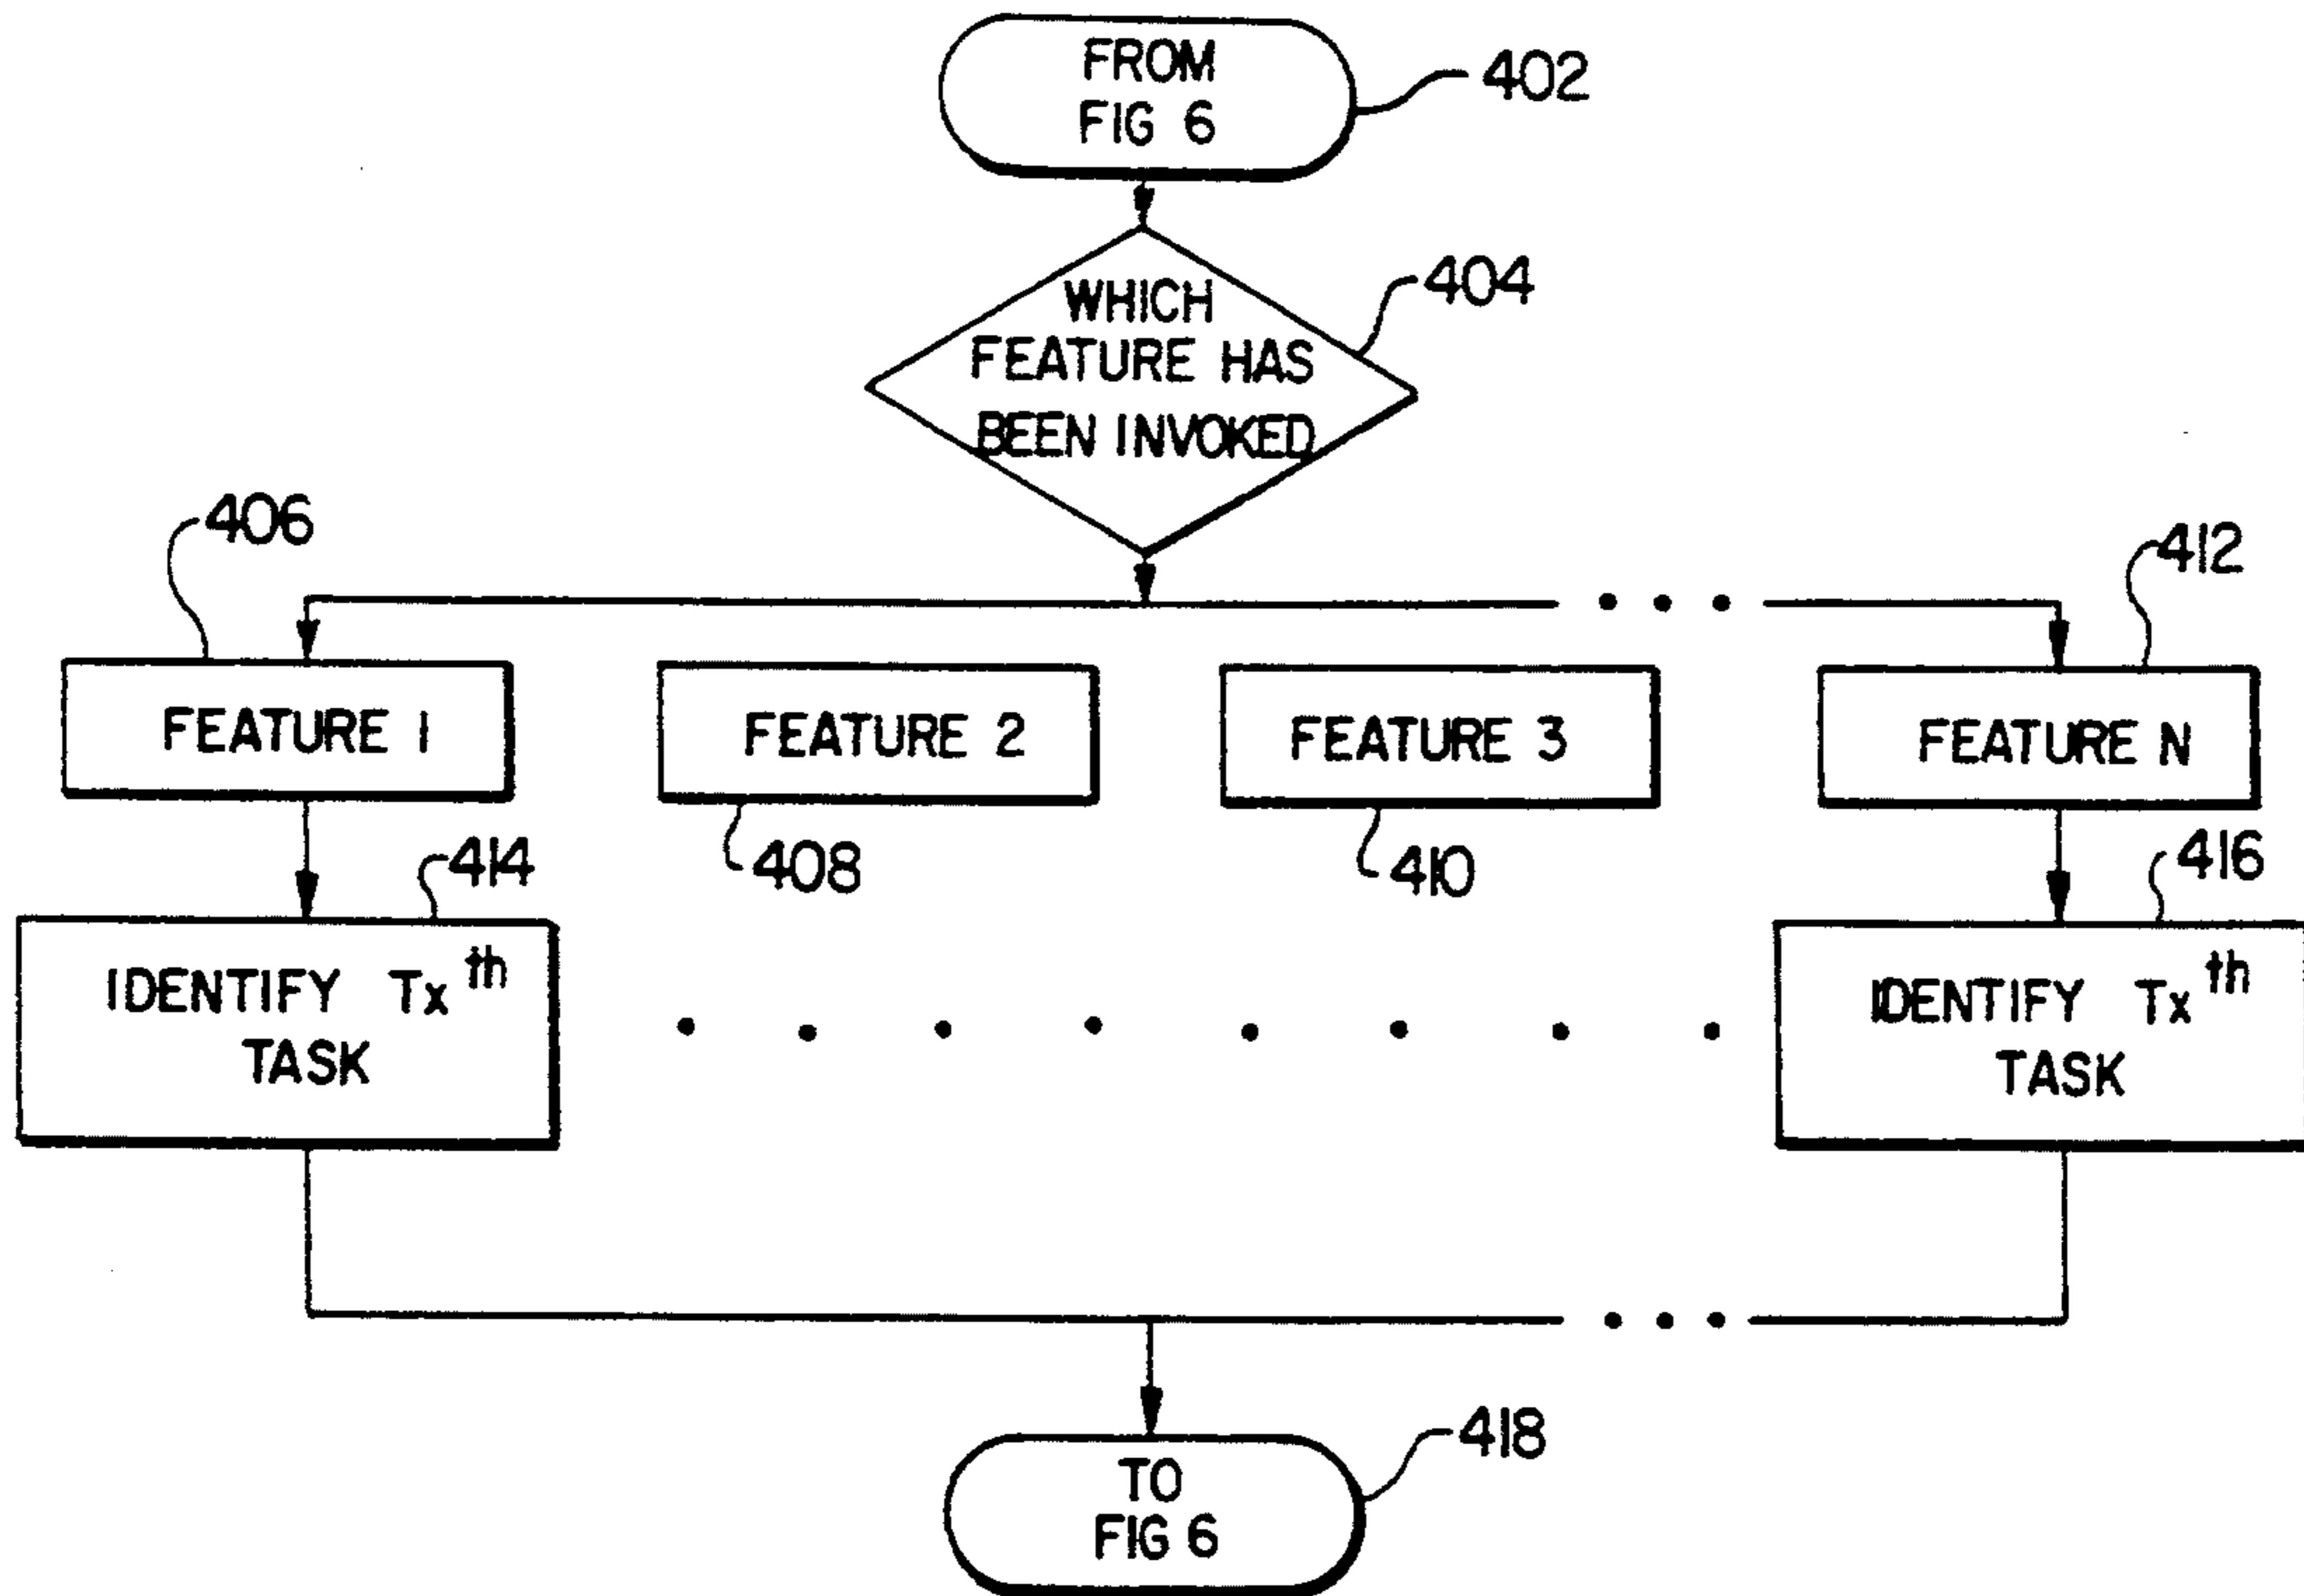 FROM
FIG 6
402
WHICH
FEATURE HAS
BEEN INVOKED
404
406
412
FEATURE 1
FEATURE 2
FEATURE 3
FEATURE N
408
410
414
416
IDENTIFY Tx th
TASK
IDENTIFY Tx th
TASK
TO
FIG 6
418